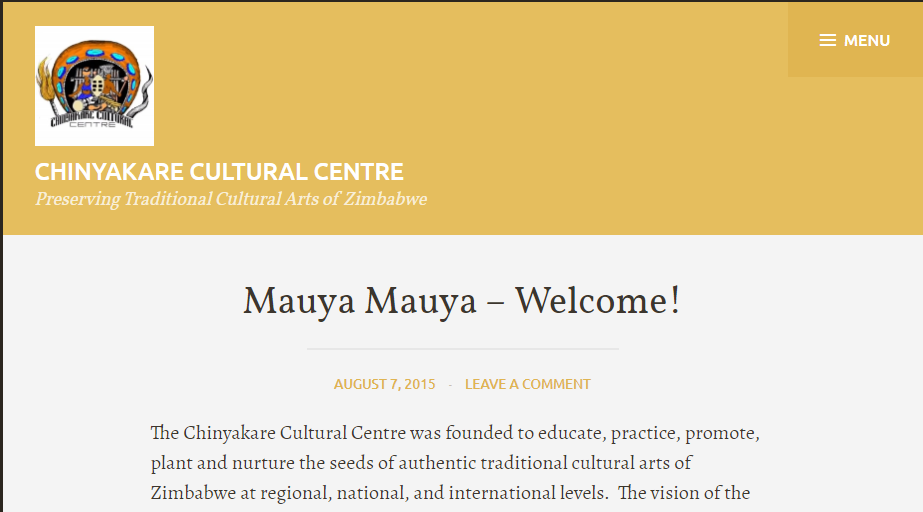 MENU
CHINYAKARE CULTURAL
CENTRE
CHINYAKARE CULTURAL CENTRE
Preserving Traditional Cultural Arts of Zimbabwe
Mauya Mauya – Welcome!
AUGUST 7, 2015 · LEAVE A COMMENT
The Chinyakare Cultural Centre was founded to educate, practice, promote,
plant and nurture the seeds of authentic traditional cultural arts of
Zimbabwe at regional, national, and international levels.  The vision of the